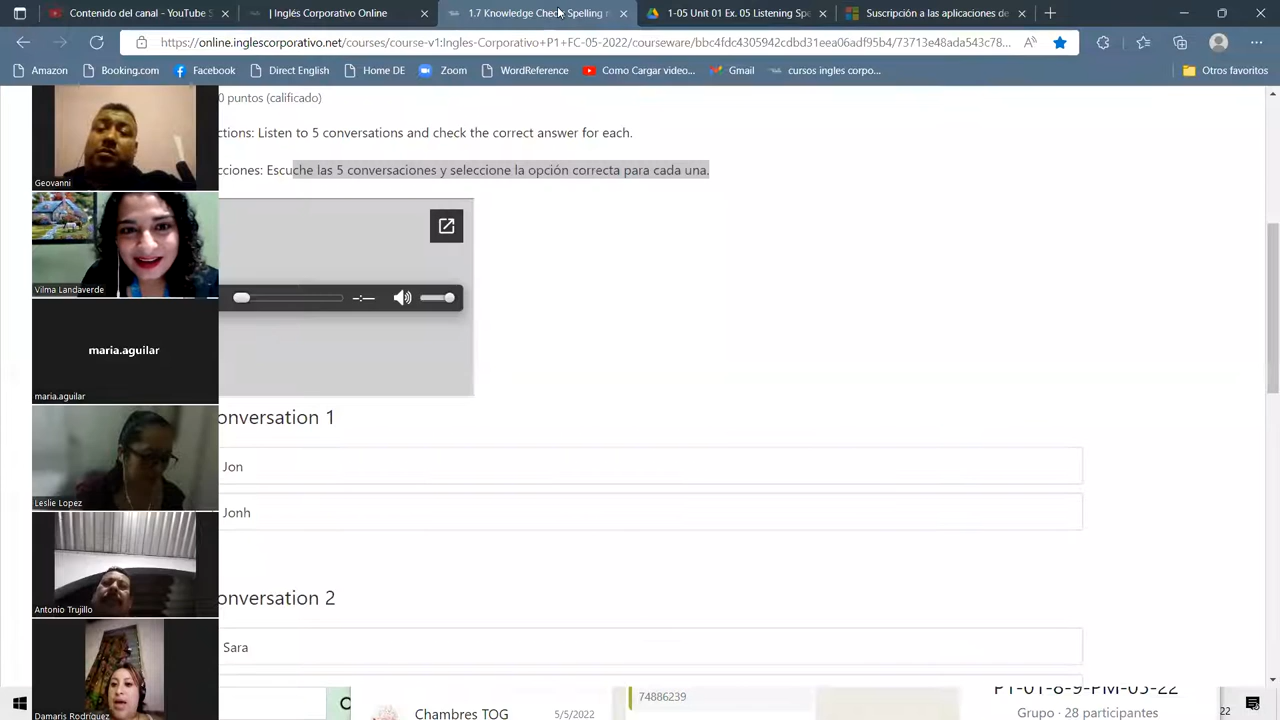 Contenido del canal - YouTube S
| Inglés Corporativo Online
1.7 Knowledge Check Spelling n
1-05 Unit 01 Ex. Listening Spe
Suscripción a las aplicaciones de
https://online.inglescorporativo.net/courses/course-v1:Ingles-Corporativo+P1+FC-05-2022/courseware/bbc4fdc4305942cdbd31eea06adf95b4/73713e48ada543c78...
Amazon
Booking.com
Facebook
Direct English
Home DE
Zoom
WordReference
Como Cargar video...
Gmail
cursos ingles corpo...
Otros favoritos
0 puntos (calificado)
ctions: Listen to 5 conversations and check the correct answer for each.
cciones: Escuche las 5 conversaciones y seleccione la opción correcta para cada una.
Geovanni
Vilma Landaverde
-:--
maria.aguilar
maria.aguilar
onversation 1
Jon
Jonh
Leslie Lopez
onversation 2
Antonio Trujillo
Sara
Damaris Rodríguez
Chambres TOG
5/5/2022
74886239
P1-01-8-9-PM-05-22
Grupo · 28 participantes
22